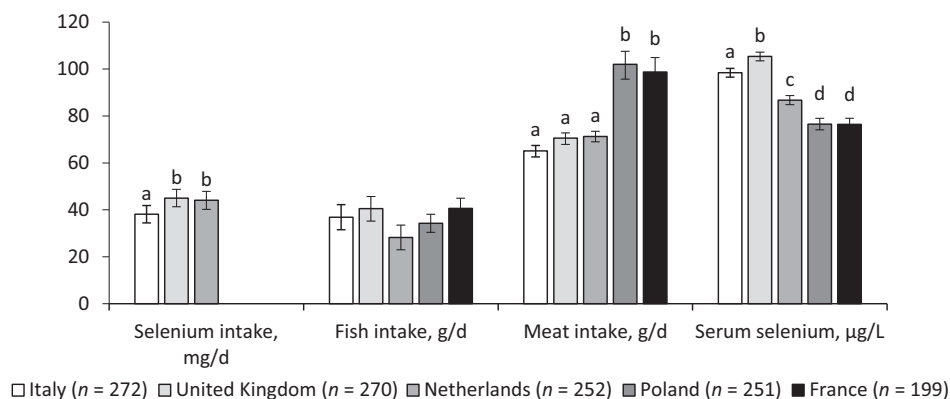 120
100
80
60
40
20
0
a b b
a a a b b
a b c d d
Selenium intake, mg/d
Fish intake, g/d
Meat intake, g/d
Serum selenium, µg/L
Italy (n = 272) United Kingdom (n = 270) Netherlands (n = 252) Poland (n = 251) France (n = 199)